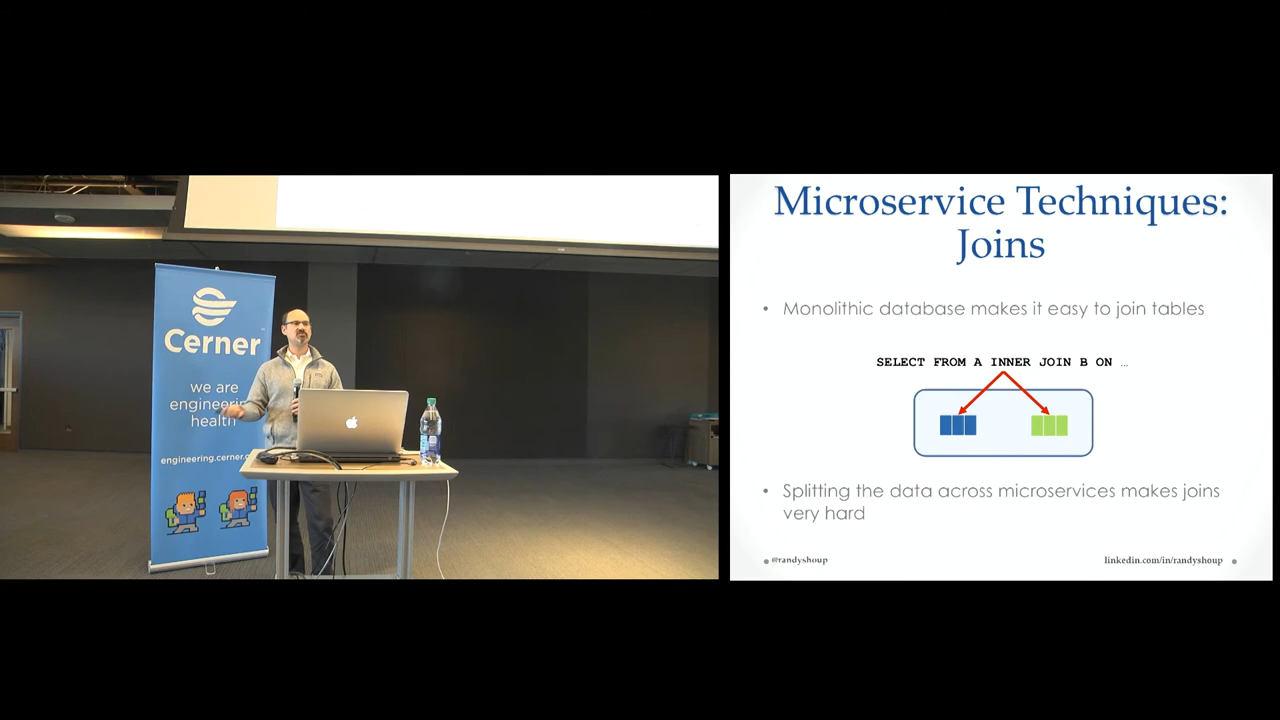 Cerner
we are
engineering
health
engineering.cerner.
Microservice Techniques:
Joins
• Monolithic database makes it easy to join tables
SELECT FROM A INNER JOIN B ON …
• Splitting the data across microservices makes joins
very hard
@randyshoup
linkedin.com/in/randyshoup